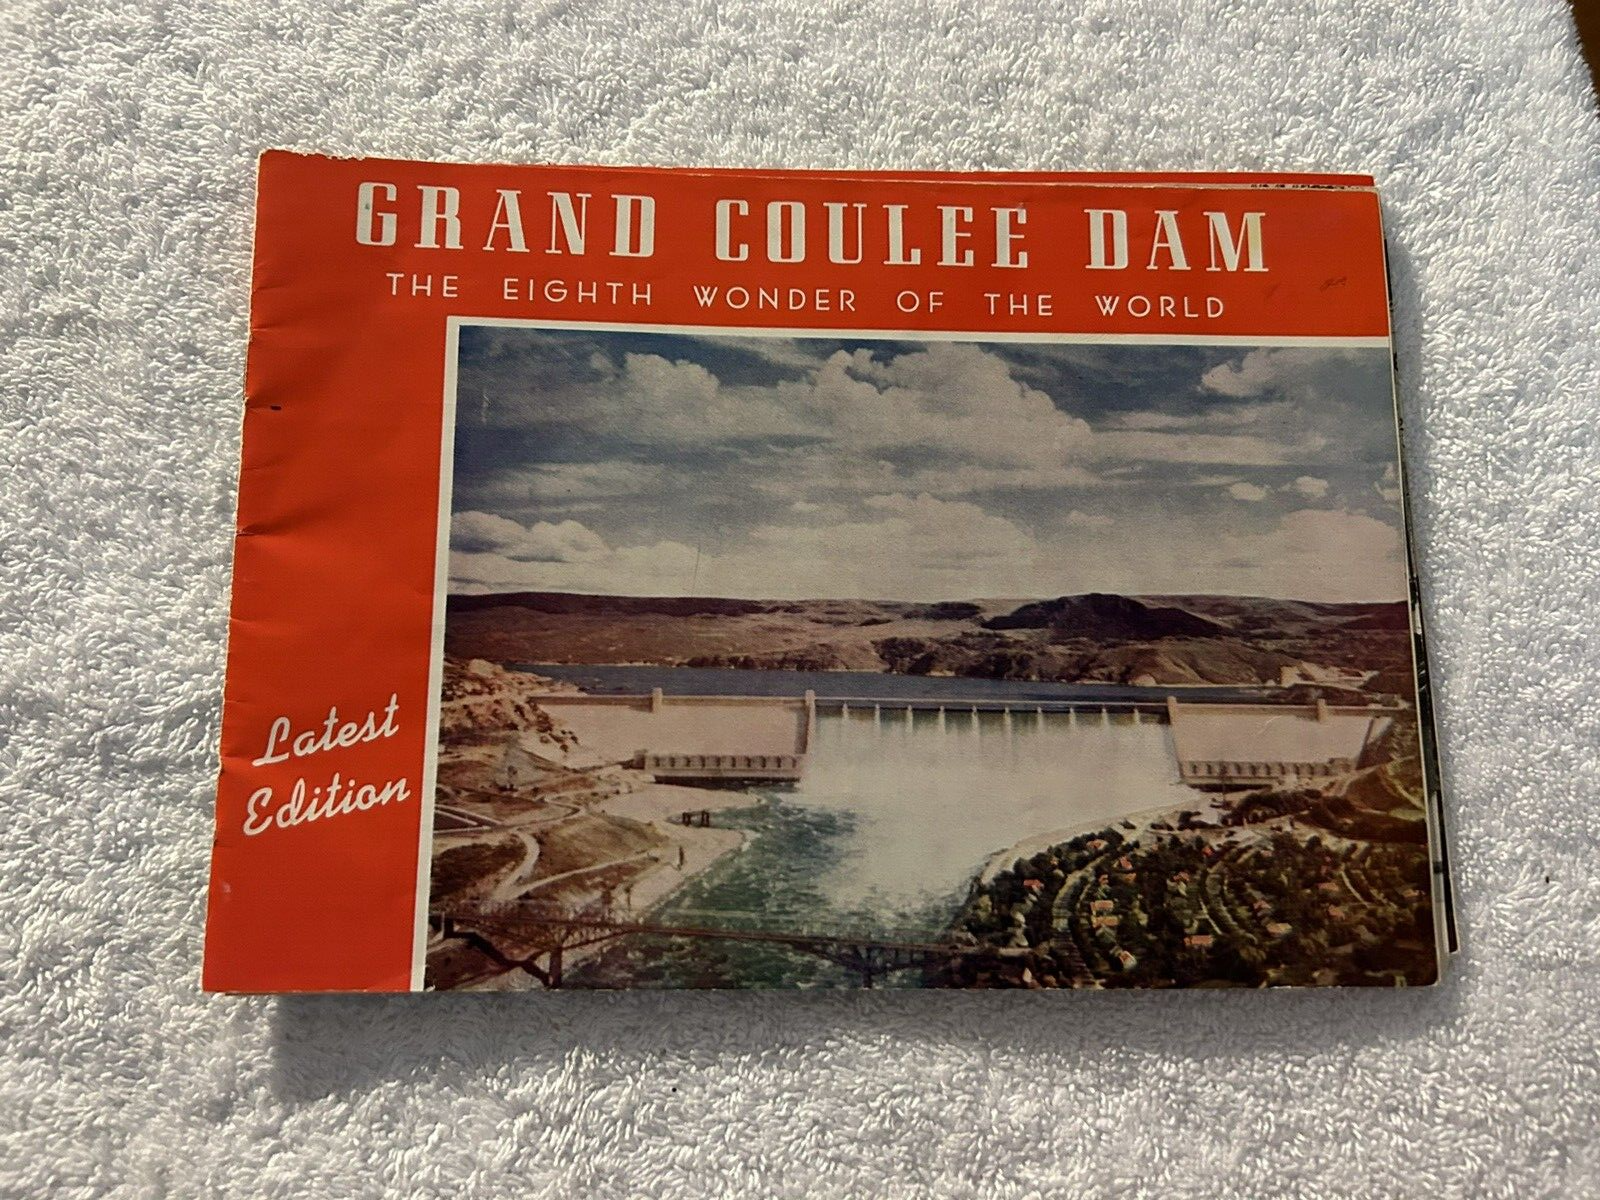 GRAND COULEE DAM
THE EIGHTH WONDER OF THE WORLD
Latest
Edition